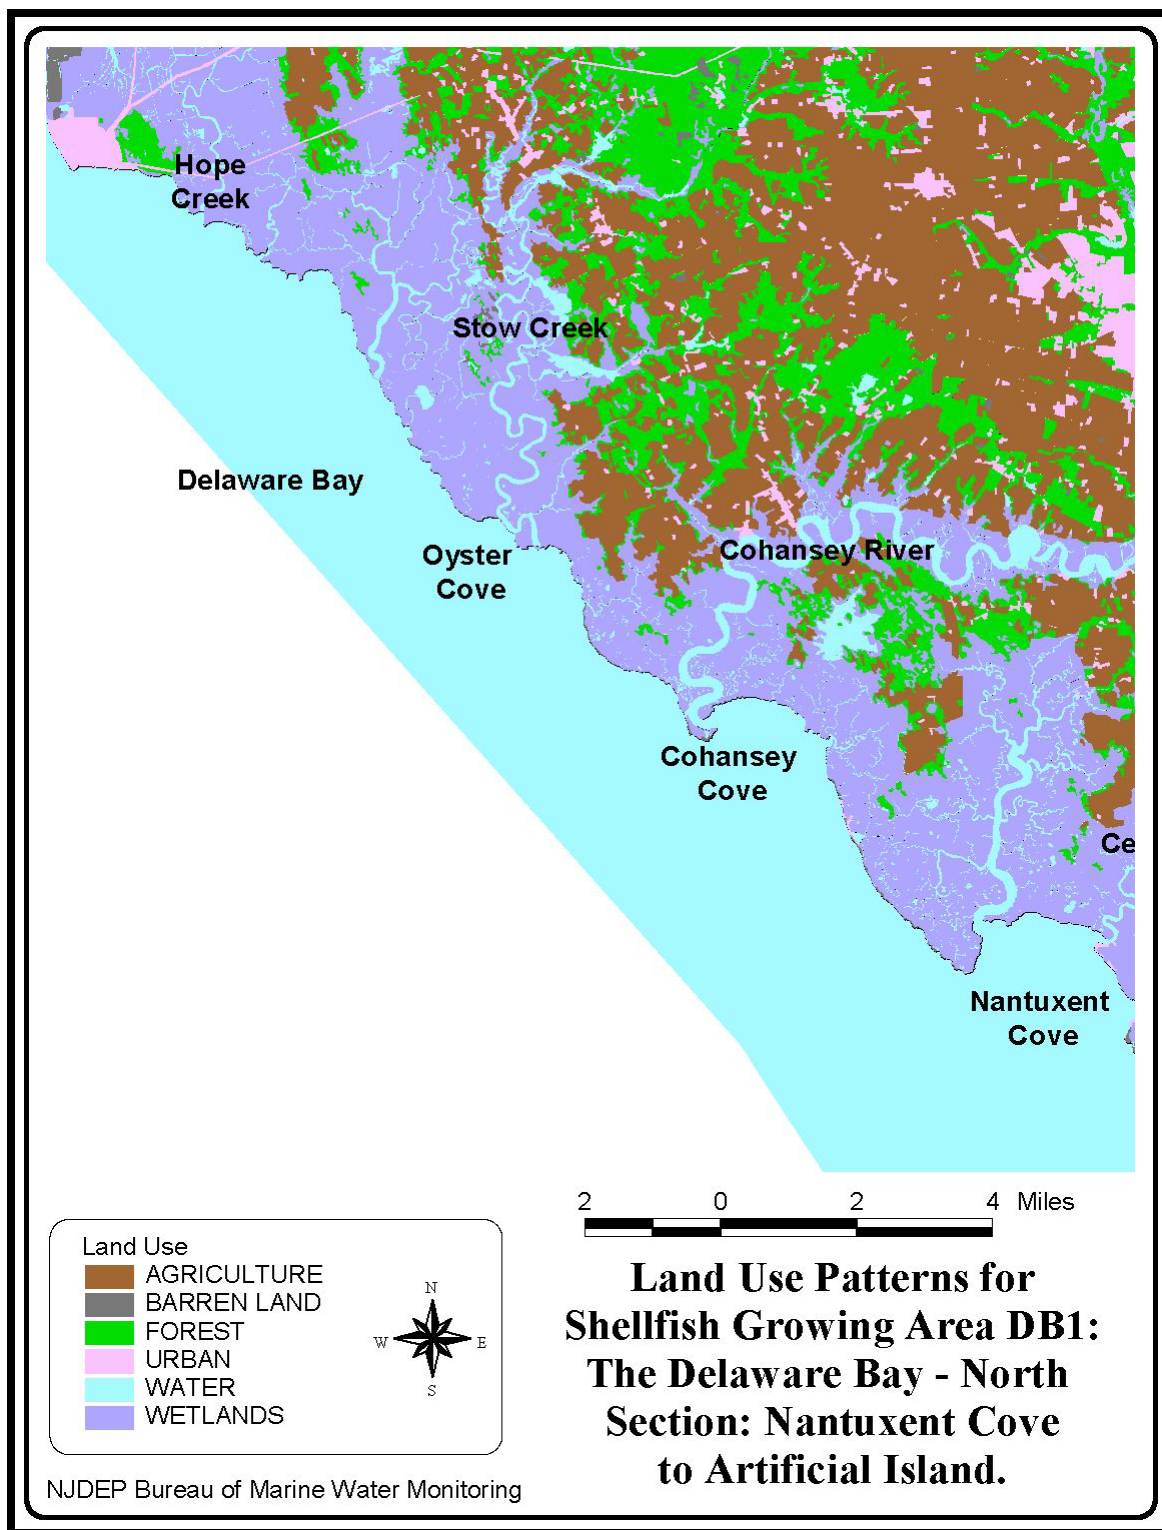 Hope
Creek
Stow Creek
Delaware Bay
Oyster
Cove
Cohansey River
Cohansey
Cove
Ce
Nantuxent
Cove
2 0 2 4 Miles
Land Use
AGRICULTURE
BARREN LAND
FOREST
URBAN
WATER
WETLANDS
N
W E
S
Land Use Patterns for
Shellfish Growing Area DB1:
The Delaware Bay - North
Section: Nantuxent Cove
to Artificial Island.
NJDEP Bureau of Marine Water Monitoring